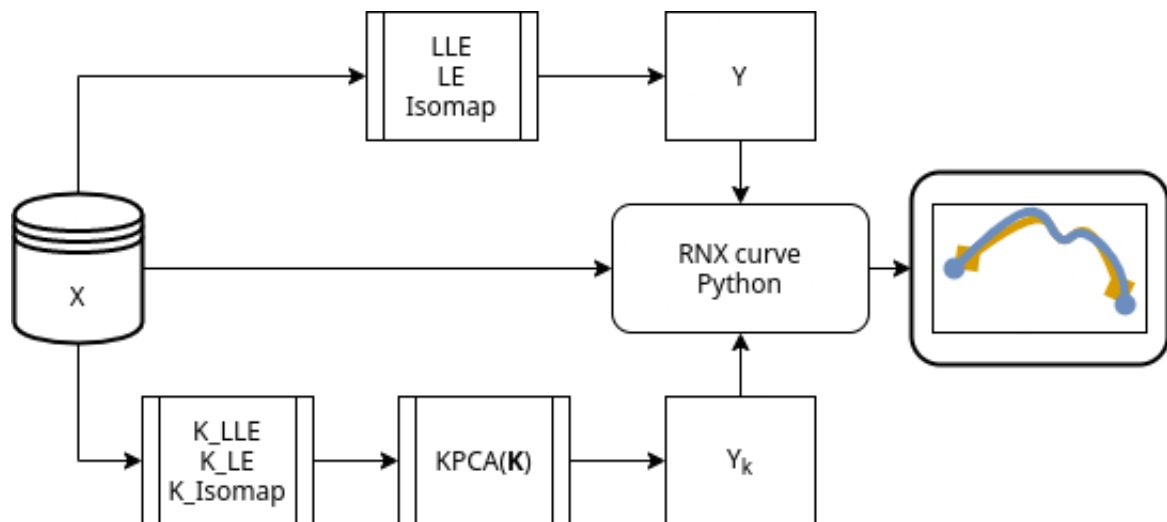 LLE
LE
Isomap
Y
X
RNX curve
Python
K_LLE
K_LE
K_Isomap
KPCA(K)
Yₖ